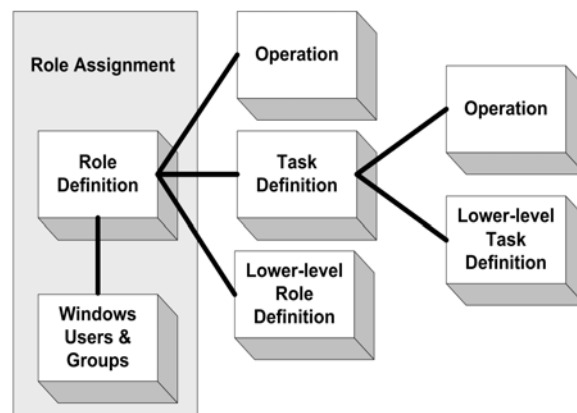 Role Assignment
Operation
Operation
Role
Definition
Task
Definition
Lower-level
Task
Definition
Lower-level
Role
Definition
Windows
Users &
Groups